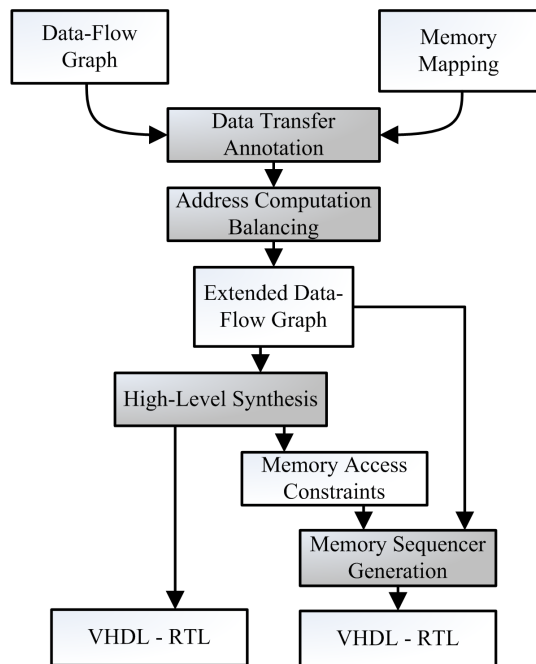 Data-Flow
Graph
Memory
Mapping
Data Transfer
Annotation
Address Computation
Balancing
Extended Data-
Flow Graph
High-Level Synthesis
Memory Access
Constraints
Memory Sequencer
Generation
VHDL - RTL
VHDL - RTL